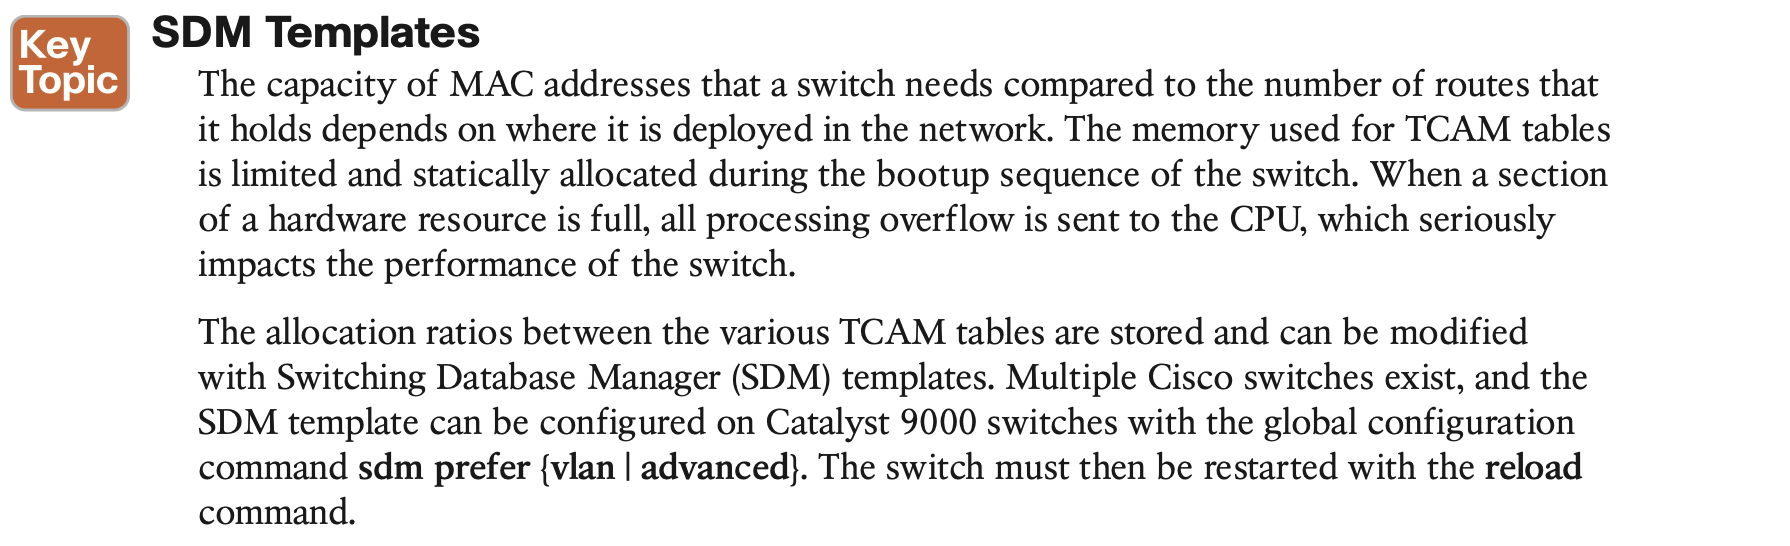 Key
Topic
SDM Templates
The capacity of MAC addresses that a switch needs compared to the number of routes that
it holds depends on where it is deployed in the network. The memory used for TCAM tables
is limited and statically allocated during the bootup sequence of the switch. When a section
of a hardware resource is full, all processing overflow is sent to the CPU, which seriously
impacts the performance of the switch.
The allocation ratios between the various TCAM tables are stored and can be modified
with Switching Database Manager (SDM) templates. Multiple Cisco switches exist, and the
SDM template can be configured on Catalyst 9000 switches with the global configuration
command sdm prefer {vlan | advanced}. The switch must then be restarted with the reload
command.